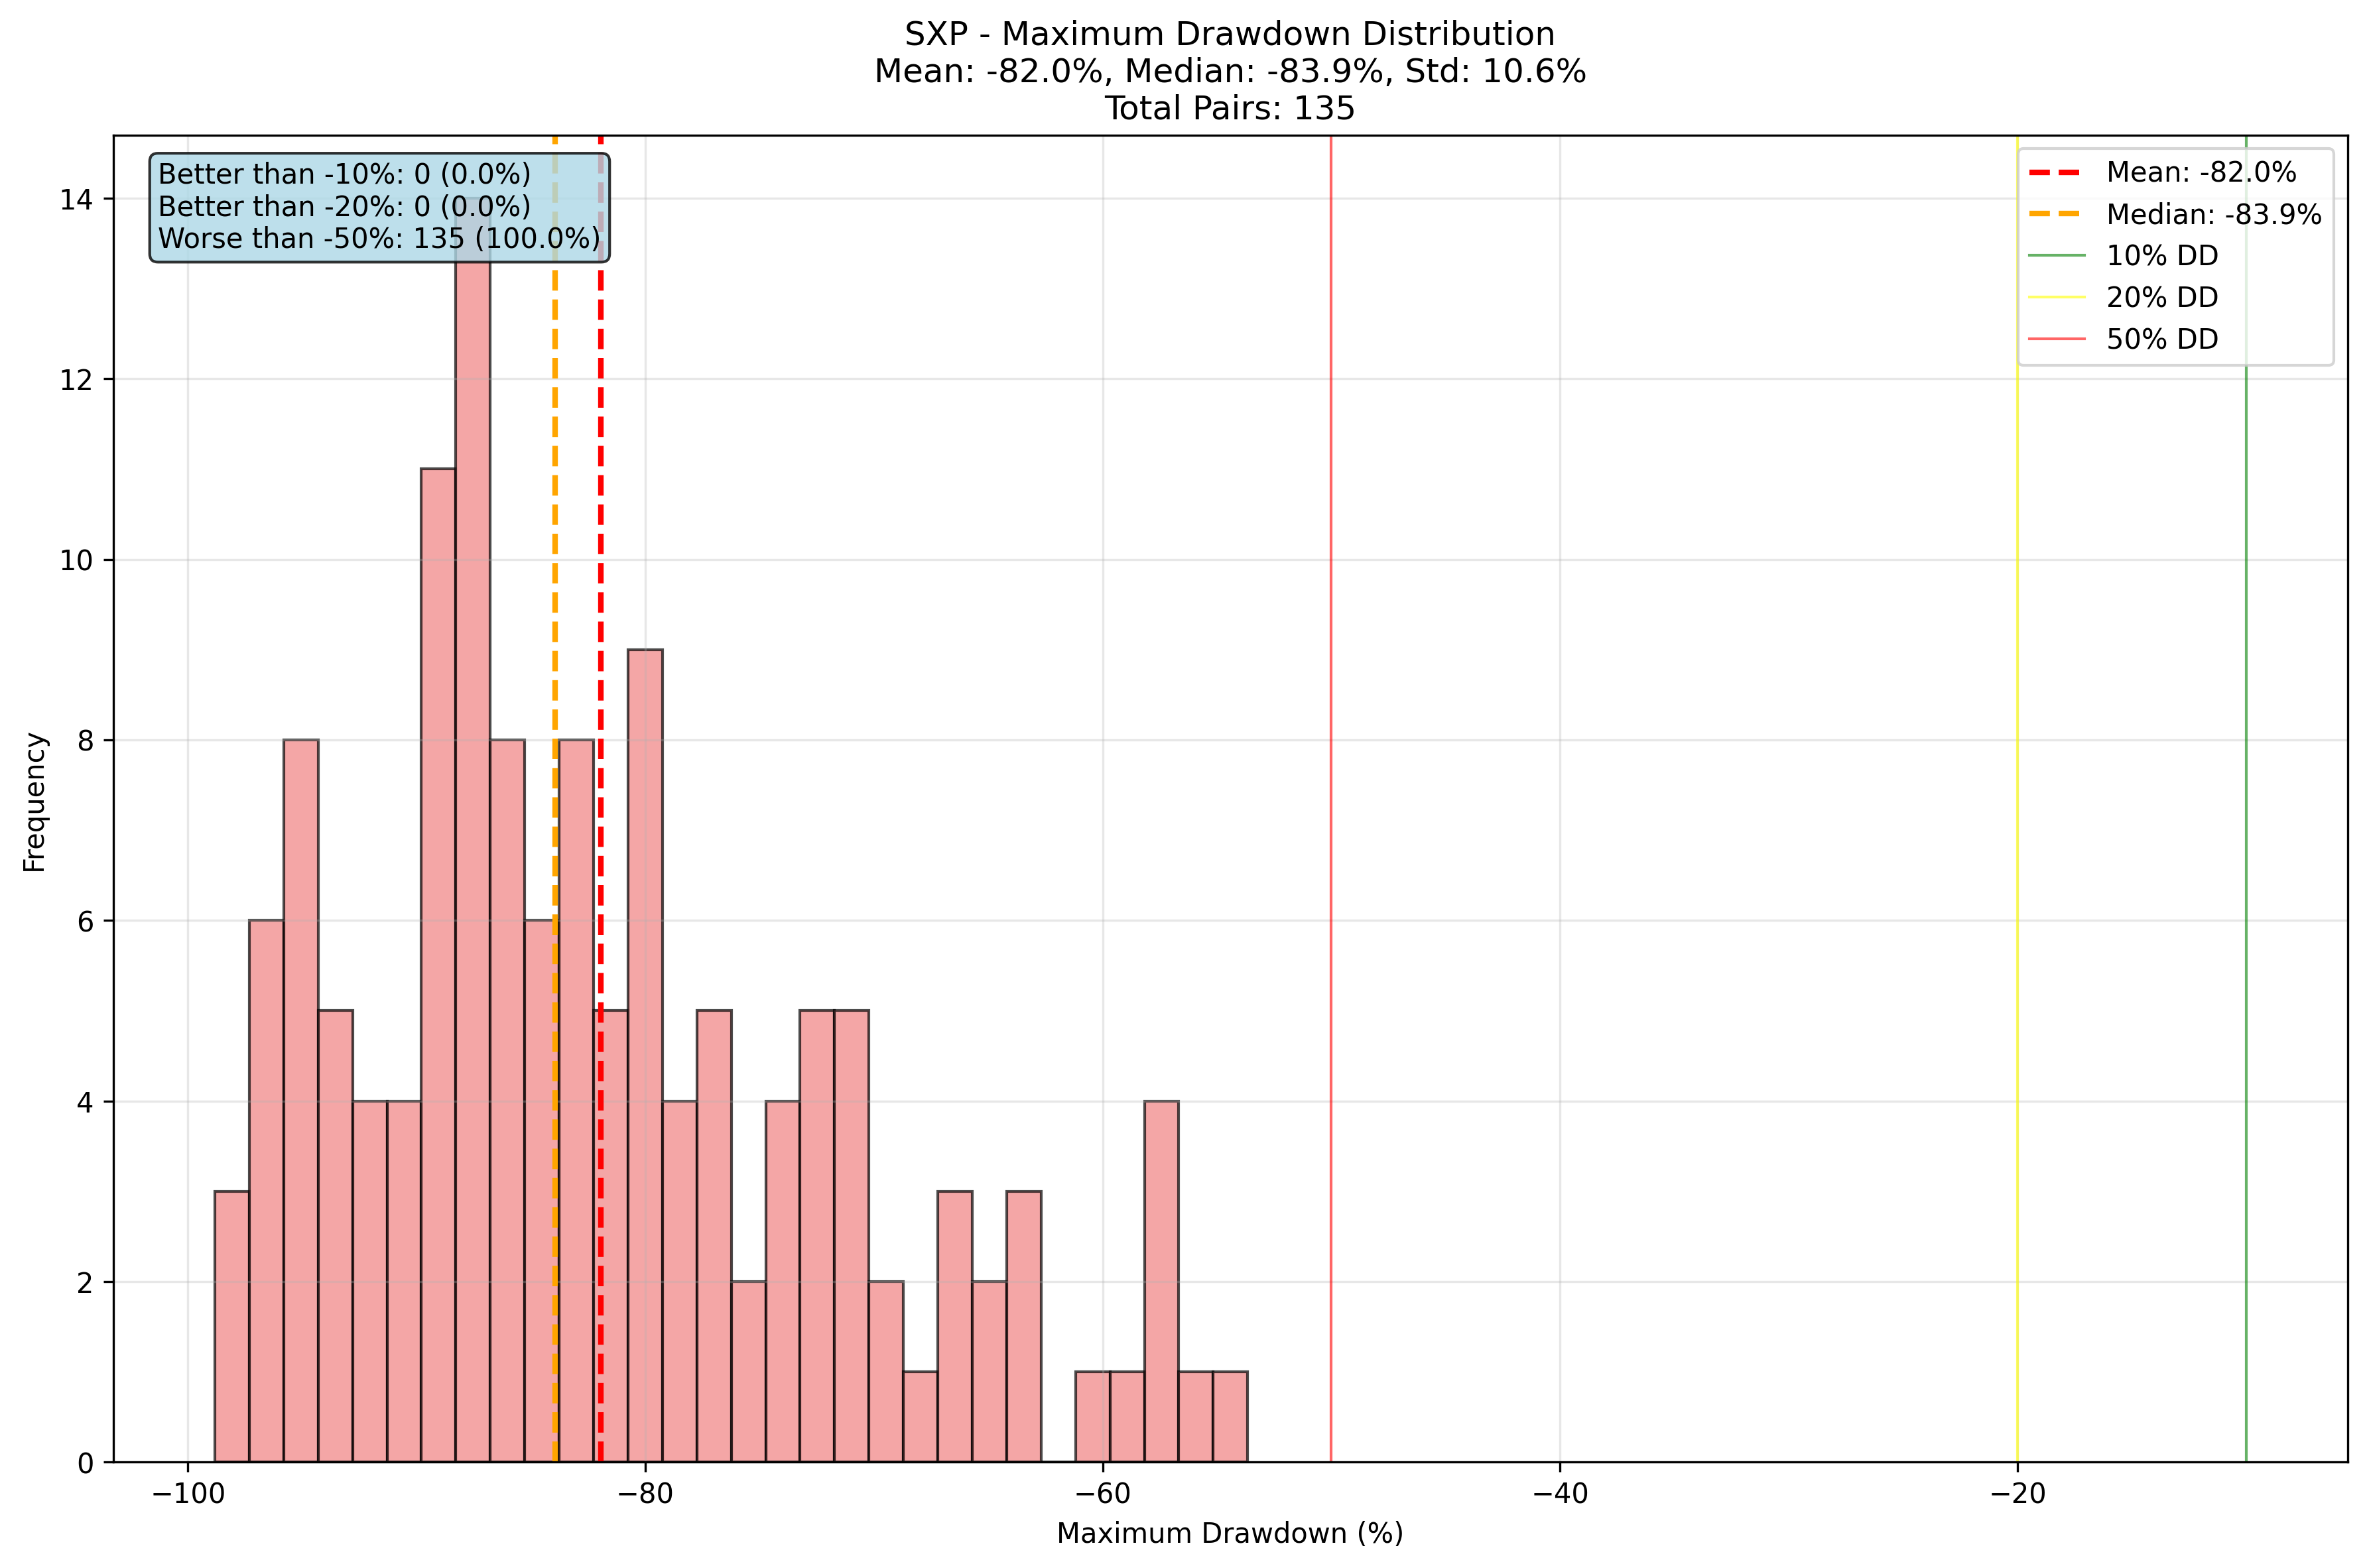 SXP - Maximum Drawdown Distribution
Mean: -82.0%, Median: -83.9%, Std: 10.6%
Total Pairs: 135
Better than -10%: 0 (0.0%)
Better than -20%: 0 (0.0%)
Worse than -50%: 135 (100.0%)
Mean: -82.0%
Median: -83.9%
10% DD
20% DD
50% DD
Frequency
14
12
10
8
6
4
2
0
−100
−80
−60
−40
−20
Maximum Drawdown (%)